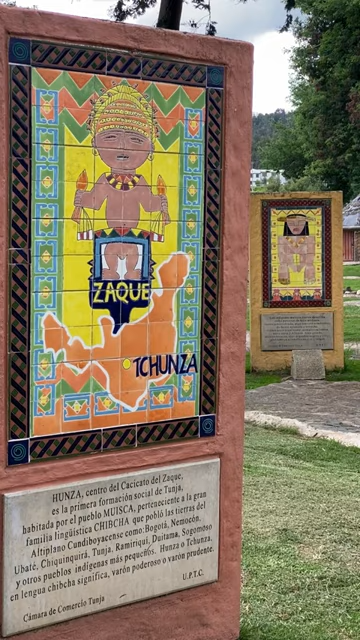 ZAQUE
TCHUNZA
HUNZA, centro del Cacicato del Zaque,
es la primera formación social de Tunja,
habitada por el pueblo MUISCA, perteneciente a la gran
familia lingüística CHIBCHA que pobló las tierras del
Altiplano Cundiboyacense como: Bogotá, Nemocón,
Ubaté, Chiquinquirá, Tunja, Ramiriquí, Duitama, Sogomoso
y otros pueblos indígenas más pequeños. Hunza o Tchunza,
en lengua chibcha significa, varón poderoso o varón prudente.
U.P.T.C.
Cámara de Comercio Tunja